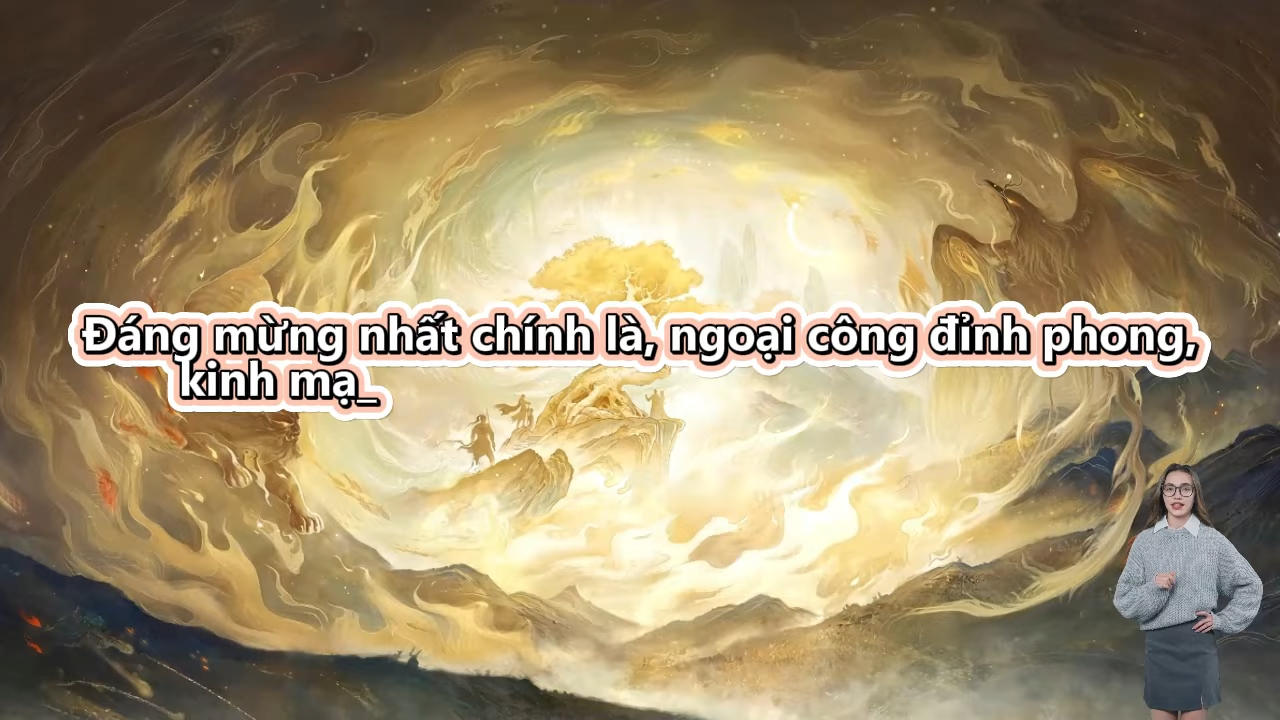 Đáng mừng nhất chính là, ngoại công đỉnh phong,
kinh mạ_